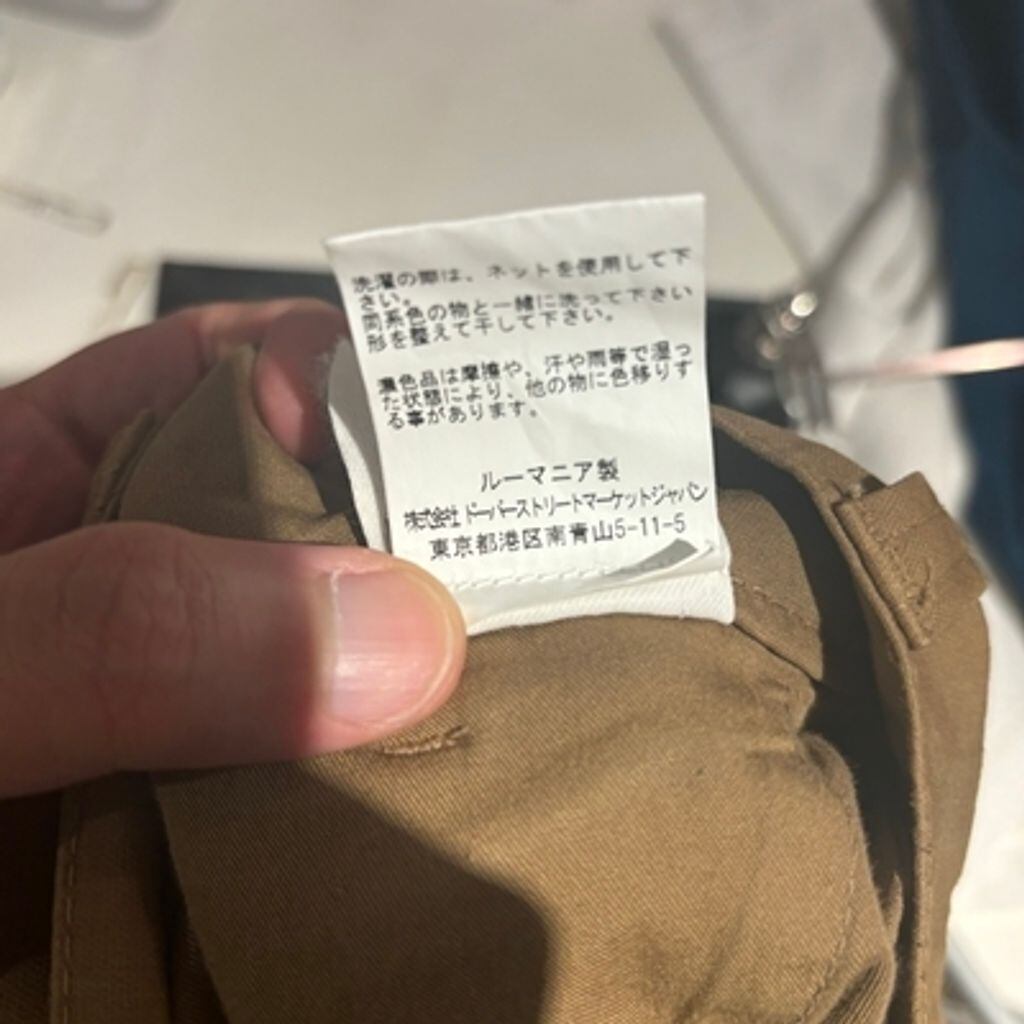 洗濯の際は、ネットを使用して下
さい。
同系色の物と一緒に洗って下さい
形を整えて干して下さい。
濃色品は摩擦や、汗や雨等で湿っ
た状態により、他の物に色移りす
る事があります。
ルーマニア製
株式会社 ドーバーストリートマーケットジャパン
東京都港区南青山5-11-5